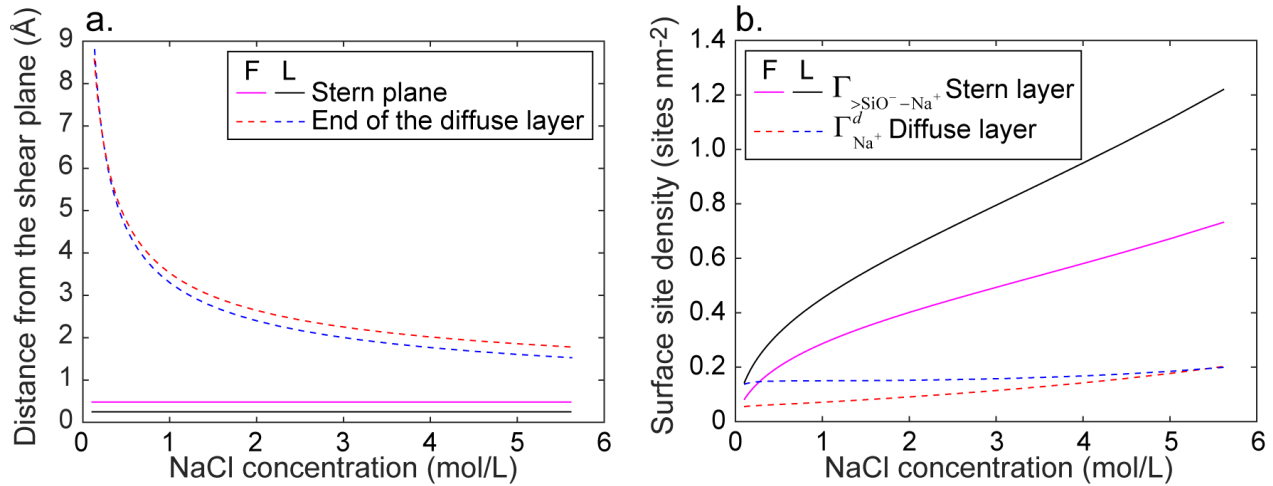 a.
Distance from the shear plane (Å)
9
8
7
6
5
4
3
2
1
0
F L
Stern plane
End of the diffuse layer
0 1 2 3 4 5 6
NaCl concentration (mol/L)
b.
Surface site density (sites nm-2)
1.4
1.2
1.0
0.8
0.6
0.4
0.2
0
F L
Γ>SiO⁻−Na⁺ Stern layer
ΓdNa⁺ Diffuse layer
0 1 2 3 4 5 6
NaCl concentration (mol/L)